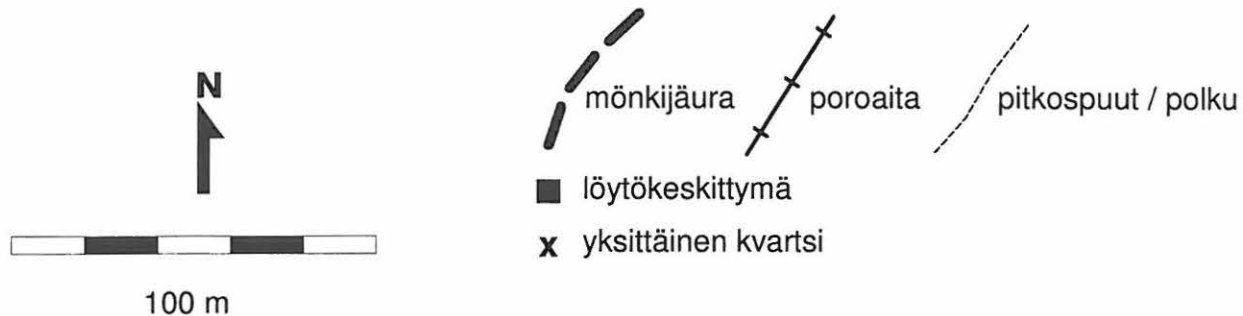 N
mönkijäura
poroaita
pitkospuut / polku
löytökeskittymä
x yksittäinen kvartsi
100 m